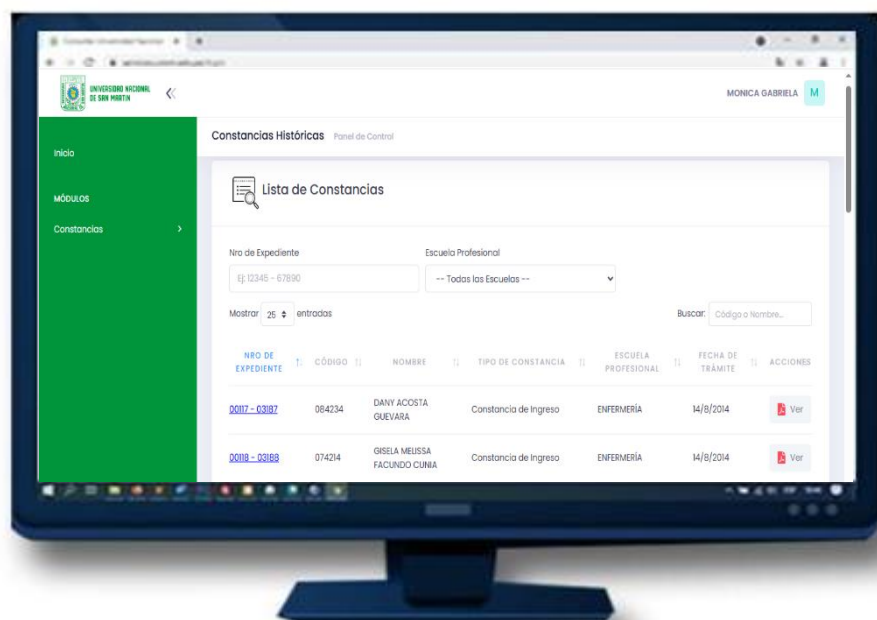 UNIVERSIDAD NACIONAL
DE SAN MARTIN
MONICA GABRIELA M
Constancias Históricas Panel de Control
Inicio
MÓDULOS
Constancias
Lista de Constancias
Nro de Expediente Escuela Profesional
Ej: 12345 - 67890 -- Todas las Escuelas --
Mostrar 25 entradas Buscar: Código o Nombre...
NRO DE EXPEDIENTE CÓDIGO NOMBRE TIPO DE CONSTANCIA ESCUELA PROFESIONAL FECHA DE TRÁMITE ACCIONES
00117 - 03187 084234 DANY ACOSTA GUEVARA Constancia de Ingreso ENFERMERÍA 14/8/2014 Ver
00118 - 03188 074214 GISELA MELISSA FACUNDO CUNIA Constancia de Ingreso ENFERMERÍA 14/8/2014 Ver